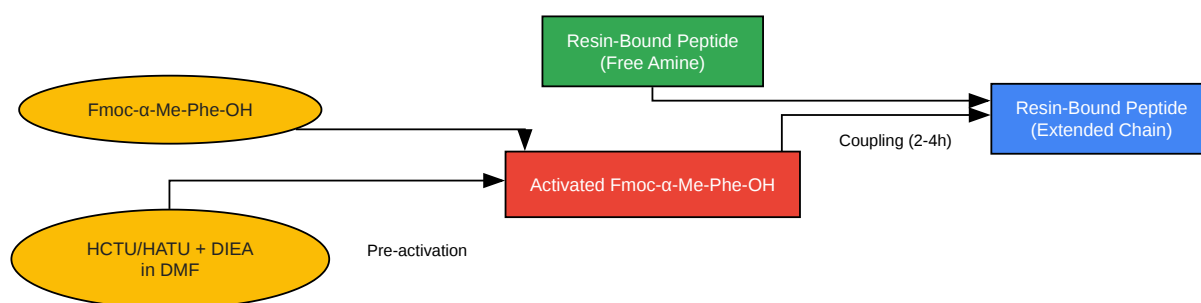 Resin-Bound Peptide
(Free Amine)
Fmoc-α-Me-Phe-OH
Resin-Bound Peptide
(Extended Chain)
Coupling (2-4h)
Activated Fmoc-α-Me-Phe-OH
HCTU/HATU + DIEA
in DMF
Pre-activation